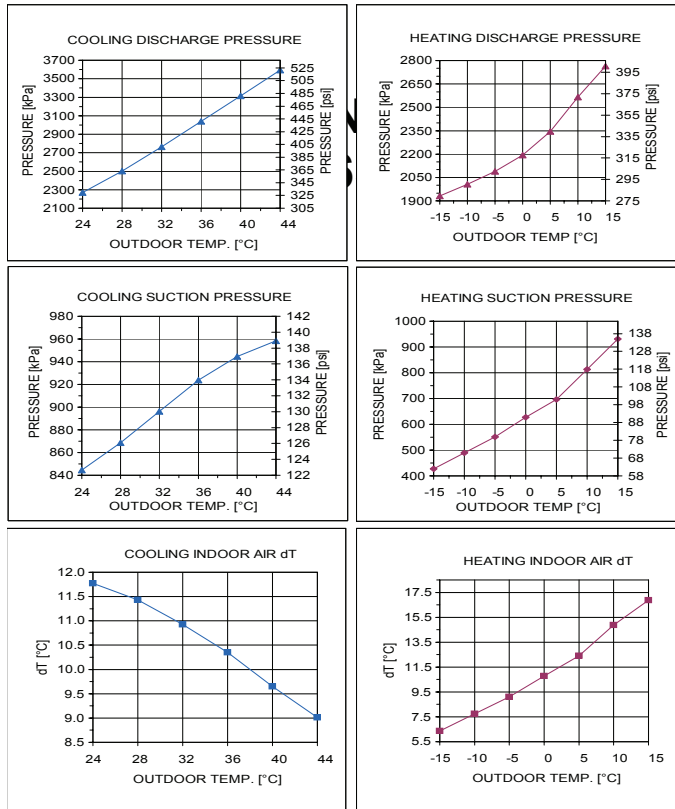 COOLING DISCHARGE PRESSURE
PRESSURE [kPa]
3700
3500
3300
3100
2900
2700
2500
2300
2100
525
505
485
465
445
425
405
385
365
345
325
305
PRESSURE [psi]
24 28 32 36 40 44
OUTDOOR TEMP. [°C]
HEATING DISCHARGE PRESSURE
PRESSURE [kPa]
2800
2650
2500
2350
2200
2050
1900
395
375
355
335
315
295
275
PRESSURE [psi]
-15 -10 -5 0 5 10 15
OUTDOOR TEMP [°C]
N
S
COOLING SUCTION PRESSURE
PRESSURE [kPa]
980
960
940
920
900
880
860
840
142
140
138
136
134
132
130
128
126
124
122
PRESSURE [psi]
24 28 32 36 40 44
OUTDOOR TEMP. [°C]
HEATING SUCTION PRESSURE
PRESSURE [kPa]
1000
900
800
700
600
500
400
138
128
118
108
98
88
78
68
58
PRESSURE [psi]
-15 -10 -5 0 5 10 15
OUTDOOR TEMP [°C]
COOLING INDOOR AIR dT
dT [°C]
12.0
11.5
11.0
10.5
10.0
9.5
9.0
8.5
24 28 32 36 40 44
OUTDOOR TEMP. [°C]
HEATING INDOOR AIR dT
dT [°C]
17.5
15.5
13.5
11.5
9.5
7.5
5.5
-15 -10 -5 0 5 10 15
OUTDOOR TEMP. [°C]